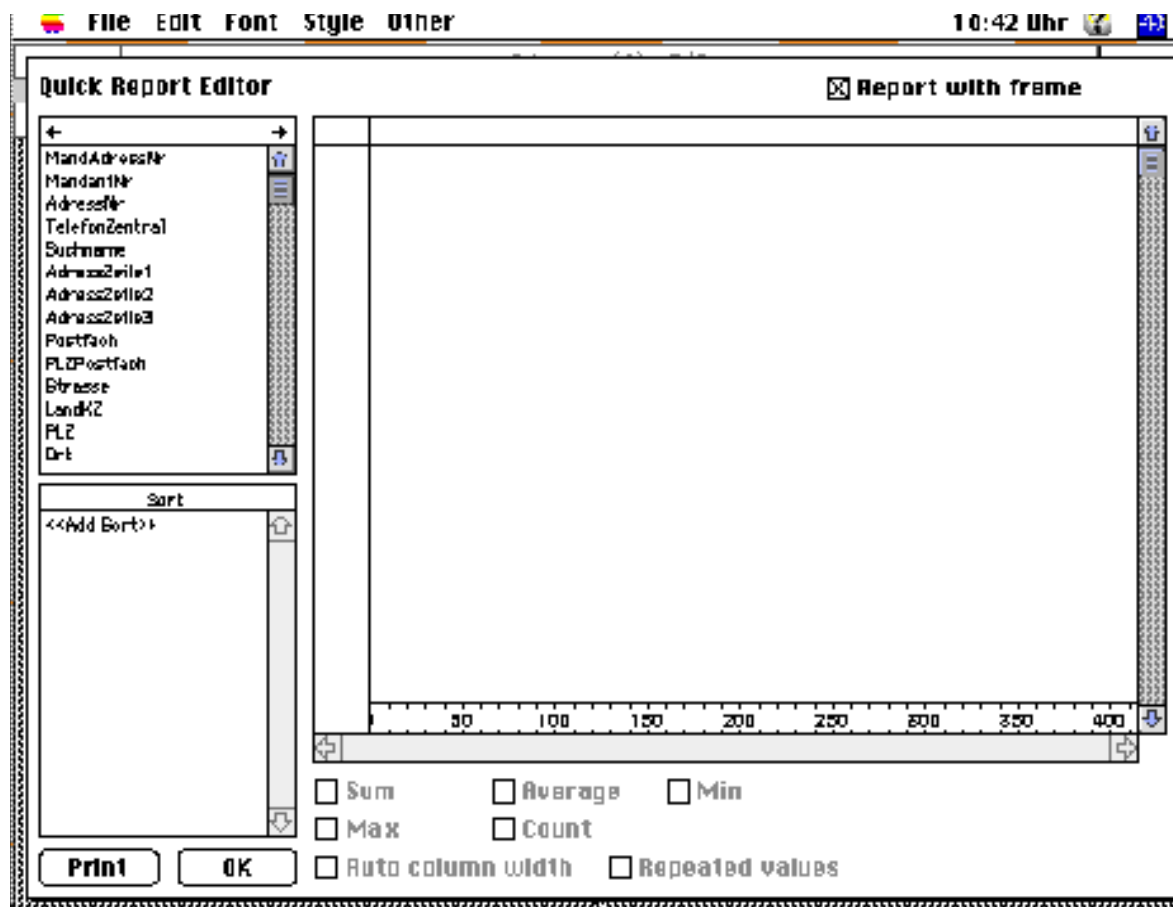 File Edit Font Style Other 10:42 Uhr
Quick Report Editor
Report with frame
MandAdressNr
MandantNr
AdressNr
TelefonZentral
Suchname
AdressZeile1
AdressZeile2
AdressZeile3
Postfach
PLZPostfach
Strasse
LandKZ
PLZ
Ort
Sort
<<Add Sort>>
50 100 150 200 250 300 350 400
Sum Average Min
Max Count
Print OK Auto column width Repeated values